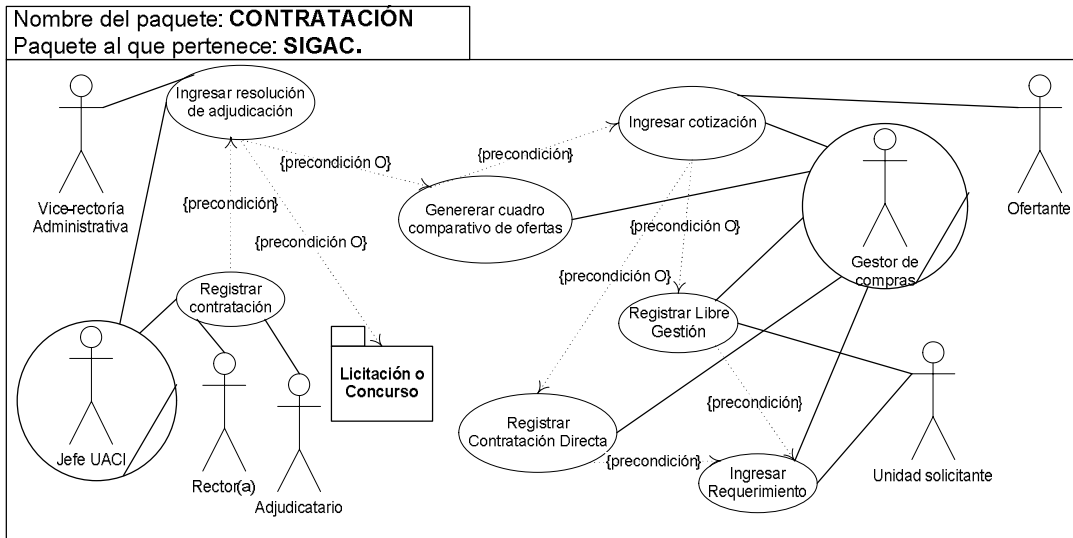 Nombre del paquete: CONTRATACIÓN
Paquete al que pertenece: SIGAC.
Ingresar resolución
de adjudicación
Ingresar cotización
{precondición O}
{precondición}
Vice-rectoría
Administrativa
{precondición}
Genererar cuadro
comparativo de ofertas
Ofertante
{precondición O}
{precondición O}
Gestor de
compras
{precondición O}
Registrar
contratación
Registrar Libre
Gestión
Licitación o
Concurso
{precondición}
Registrar
Contratación Directa
Jefe UACI
{precondición}
Ingresar
Requerimiento
Unidad solicitante
Rector(a)
Adjudicatario